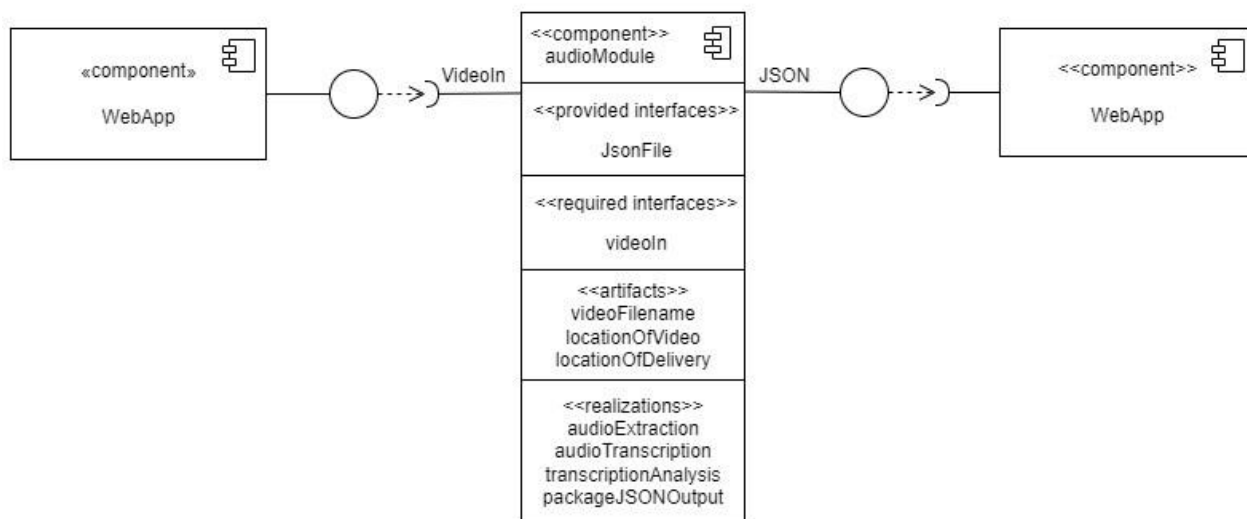 «component»
WebApp
VideoIn
<<component>>
audioModule
<<provided interfaces>>
JsonFile
<<required interfaces>>
videoIn
<<artifacts>>
videoFilename
locationOfVideo
locationOfDelivery
<<realizations>>
audioExtraction
audioTranscription
transcriptionAnalysis
packageJSONOutput
JSON
<<component>>
WebApp